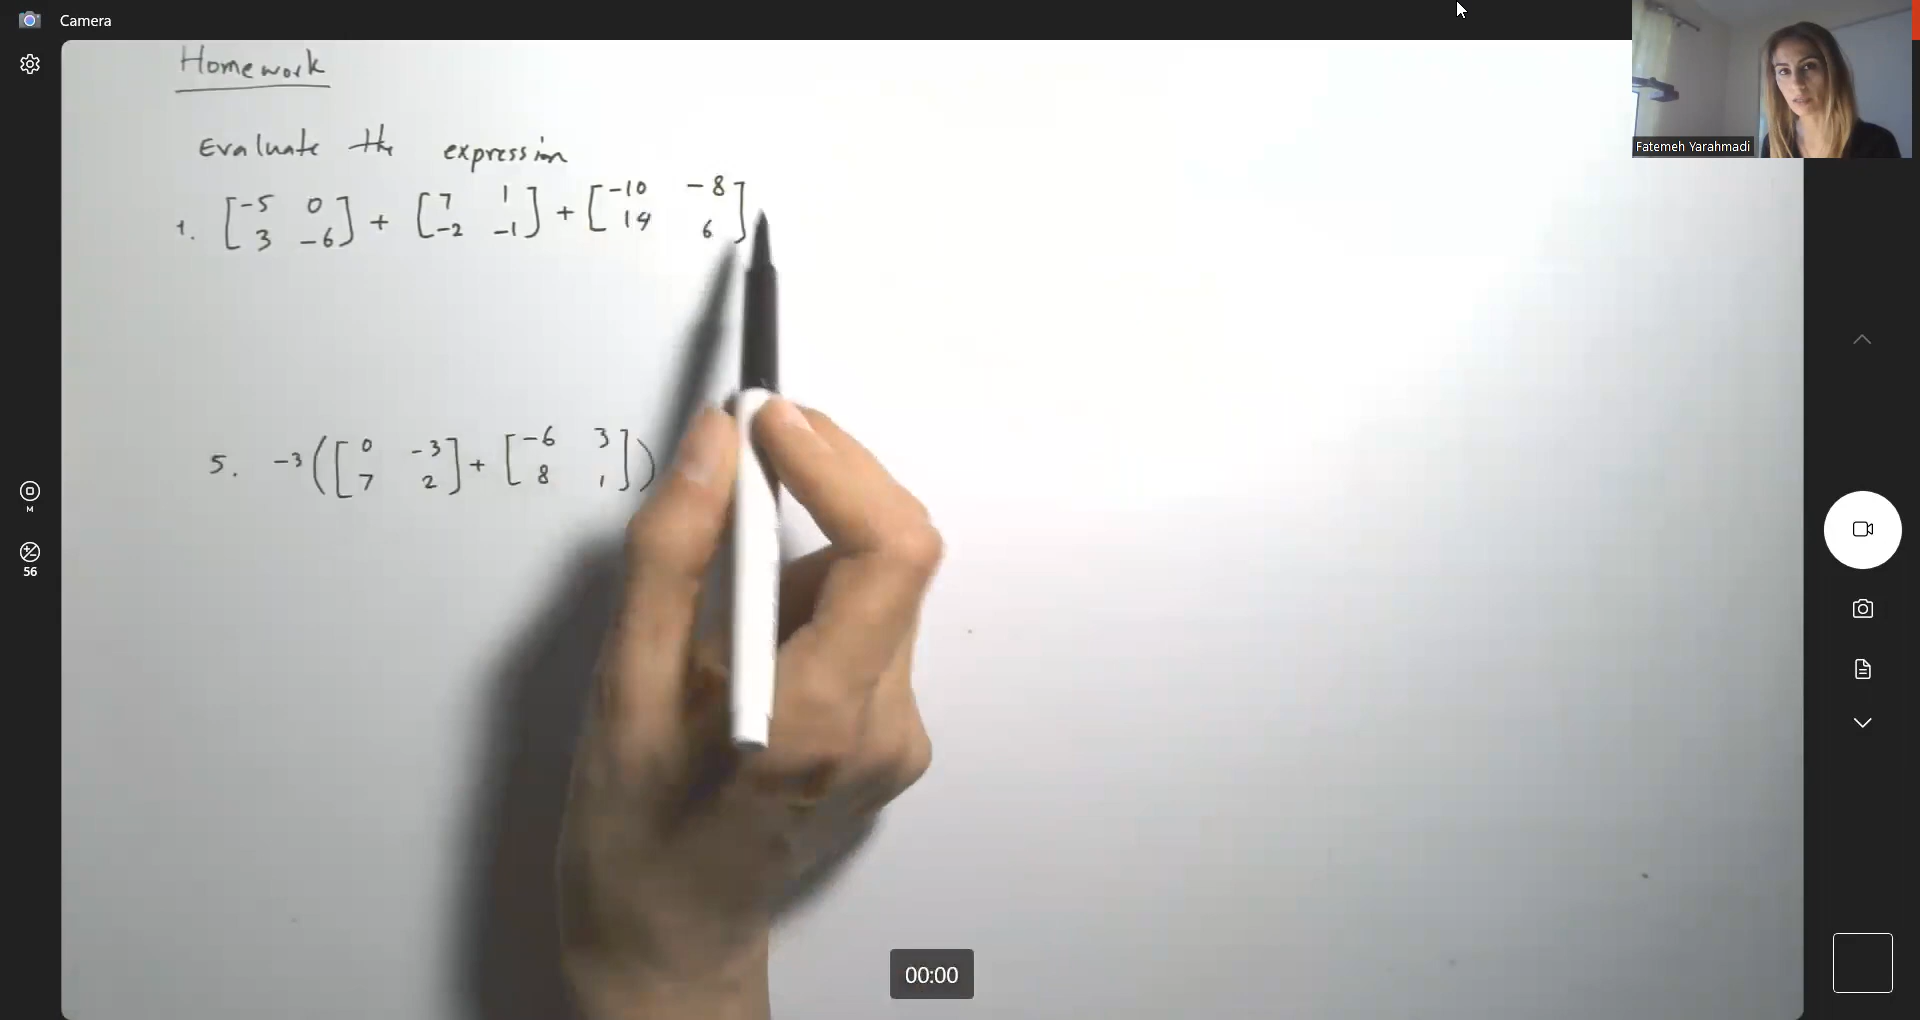 Camera
Fatemeh Yarahmadi
Homework
Evaluate the expression
1. [-5 0 3 -6] + [7 1 -2 -1] + [-10 -8 14 6]
5. -3([0 -3 7 2] + [-6 3 8 1])
M
56
00:00